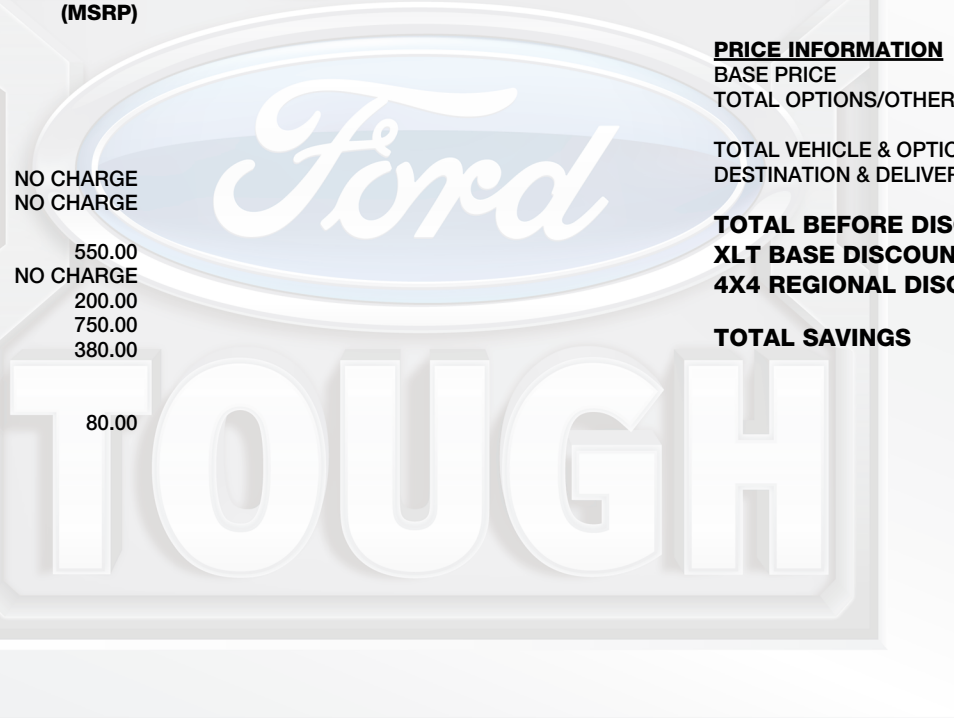 (MSRP)
NO CHARGE
NO CHARGE
550.00
NO CHARGE
200.00
750.00
380.00
80.00
PRICE INFORMATION
BASE PRICE
TOTAL OPTIONS/OTHER
TOTAL VEHICLE & OPTIO
DESTINATION & DELIVER
TOTAL BEFORE DIS
XLT BASE DISCOUN
4X4 REGIONAL DISC
TOTAL SAVINGS
Ford
TOUGH